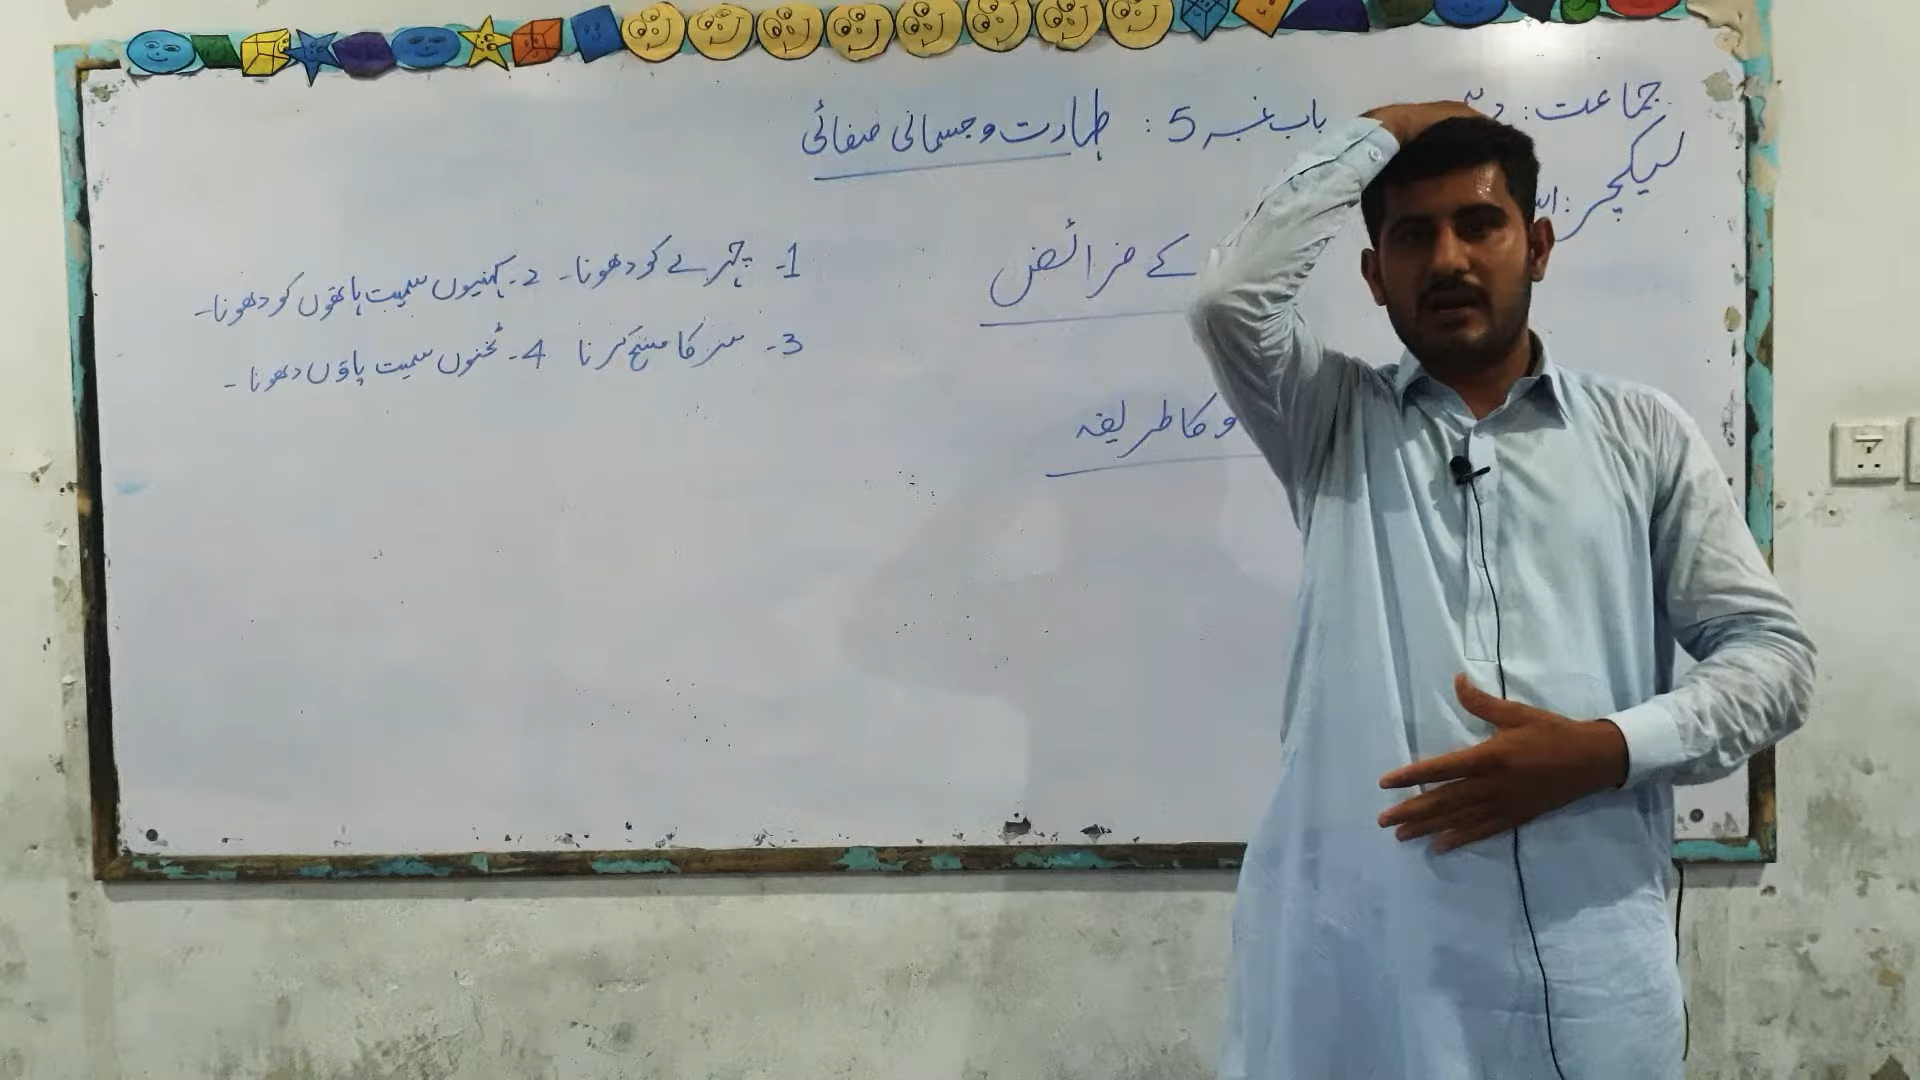 جماعت:
باب نمبر 5 : طہارت و جسمانی صفائی
لیکچر:
کے فرائض
1۔ چہرے کو دھونا۔ 2۔ کہنیوں سمیت ہاتھوں کو دھونا۔
3۔ سر کا مسح کرنا 4۔ ٹخنوں سمیت پاؤں دھونا۔
و کا طریقہ